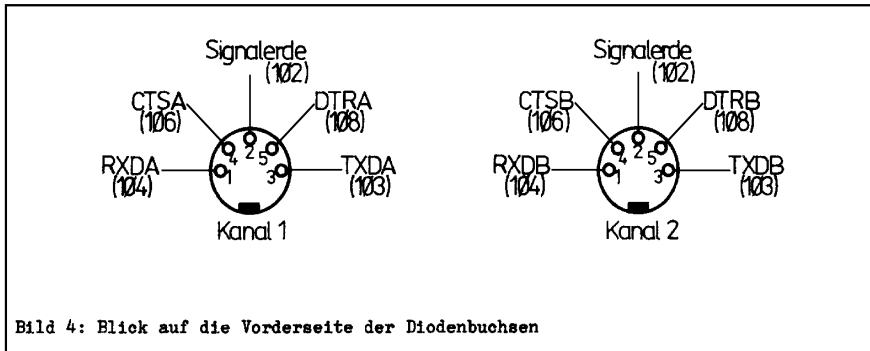 Signalerde
(102)
CTSA
(106)
DTRA
(108)
RXDA
(104)
TXDA
(103)
4
2
5
1
3
Kanal 1
Signalerde
(102)
CTSB
(106)
DTRB
(108)
RXDB
(104)
TXDB
(103)
4
2
5
1
3
Kanal 2
Bild 4: Blick auf die Vorderseite der Diodenbuchsen